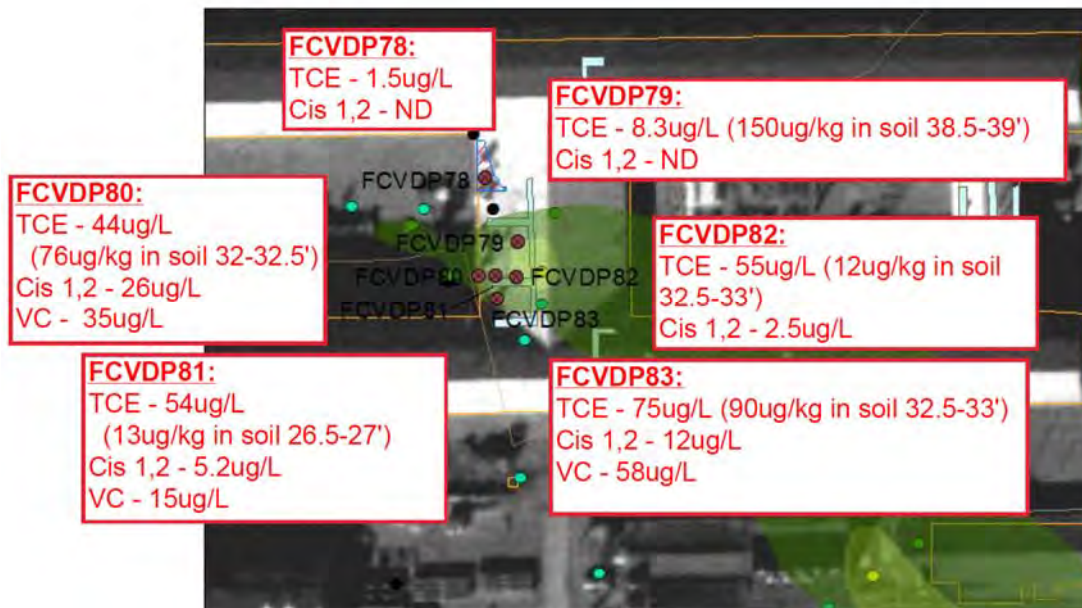 FCVDP78:
TCE - 1.5ug/L
Cis 1,2 - ND
FCVDP79:
TCE - 8.3ug/L (150ug/kg in soil 38.5-39')
Cis 1,2 - ND
FCVDP80:
TCE - 44ug/L
(76ug/kg in soil 32-32.5')
Cis 1,2 - 26ug/L
VC - 35ug/L
FCVDP82:
TCE - 55ug/L (12ug/kg in soil
32.5-33')
Cis 1,2 - 2.5ug/L
FCVDP81:
TCE - 54ug/L
(13ug/kg in soil 26.5-27')
Cis 1,2 - 5.2ug/L
VC - 15ug/L
FCVDP83:
TCE - 75ug/L (90ug/kg in soil 32.5-33')
Cis 1,2 - 12ug/L
VC - 58ug/L
FCVDP78
FCVDP79
FCVDP80
FCVDP82
FCVDP81
FCVDP83